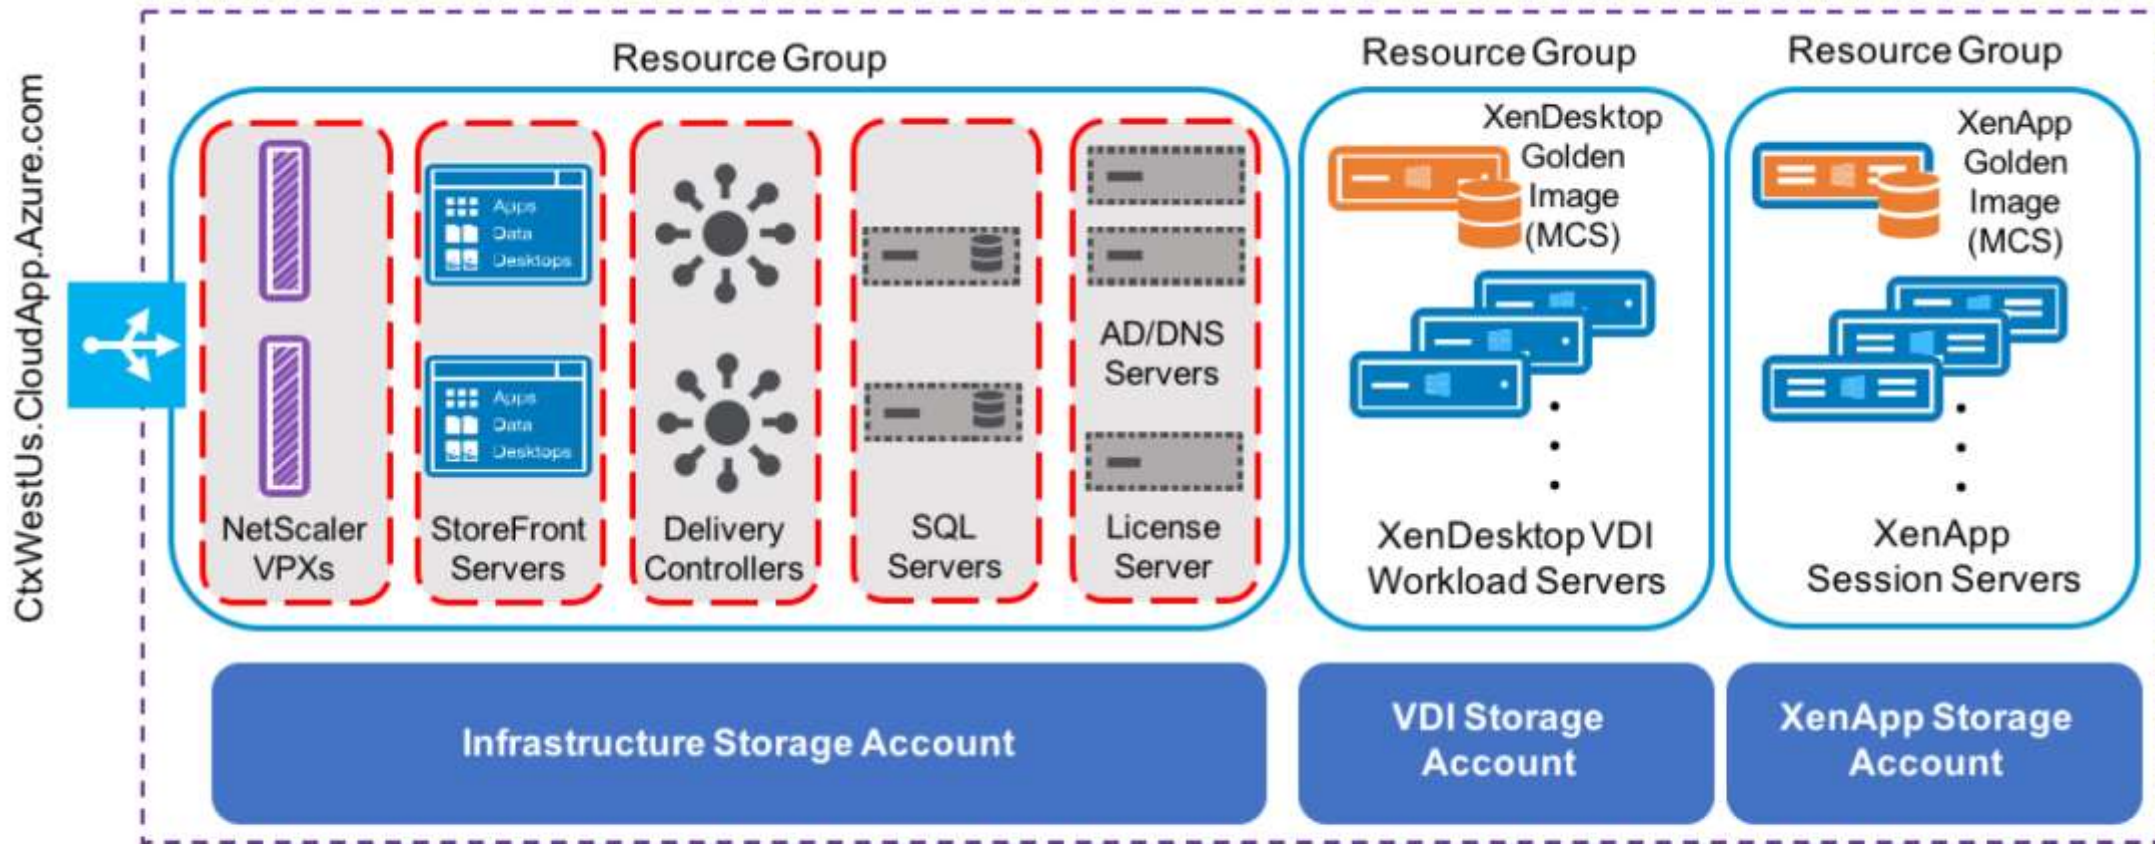 CtxWestUs.CloudApp.Azure.com
Resource Group
Apps
Data
Desktops
Apps
Data
Desktops
NetScaler
VPXs
StoreFront
Servers
Delivery
Controllers
SQL
Servers
AD/DNS
Servers
License
Server
Resource Group
XenDesktop
Golden
Image
(MCS)
XenDesktop VDI
Workload Servers
Resource Group
XenApp
Golden
Image
(MCS)
XenApp
Session Servers
Infrastructure Storage Account
VDI Storage
Account
XenApp Storage
Account